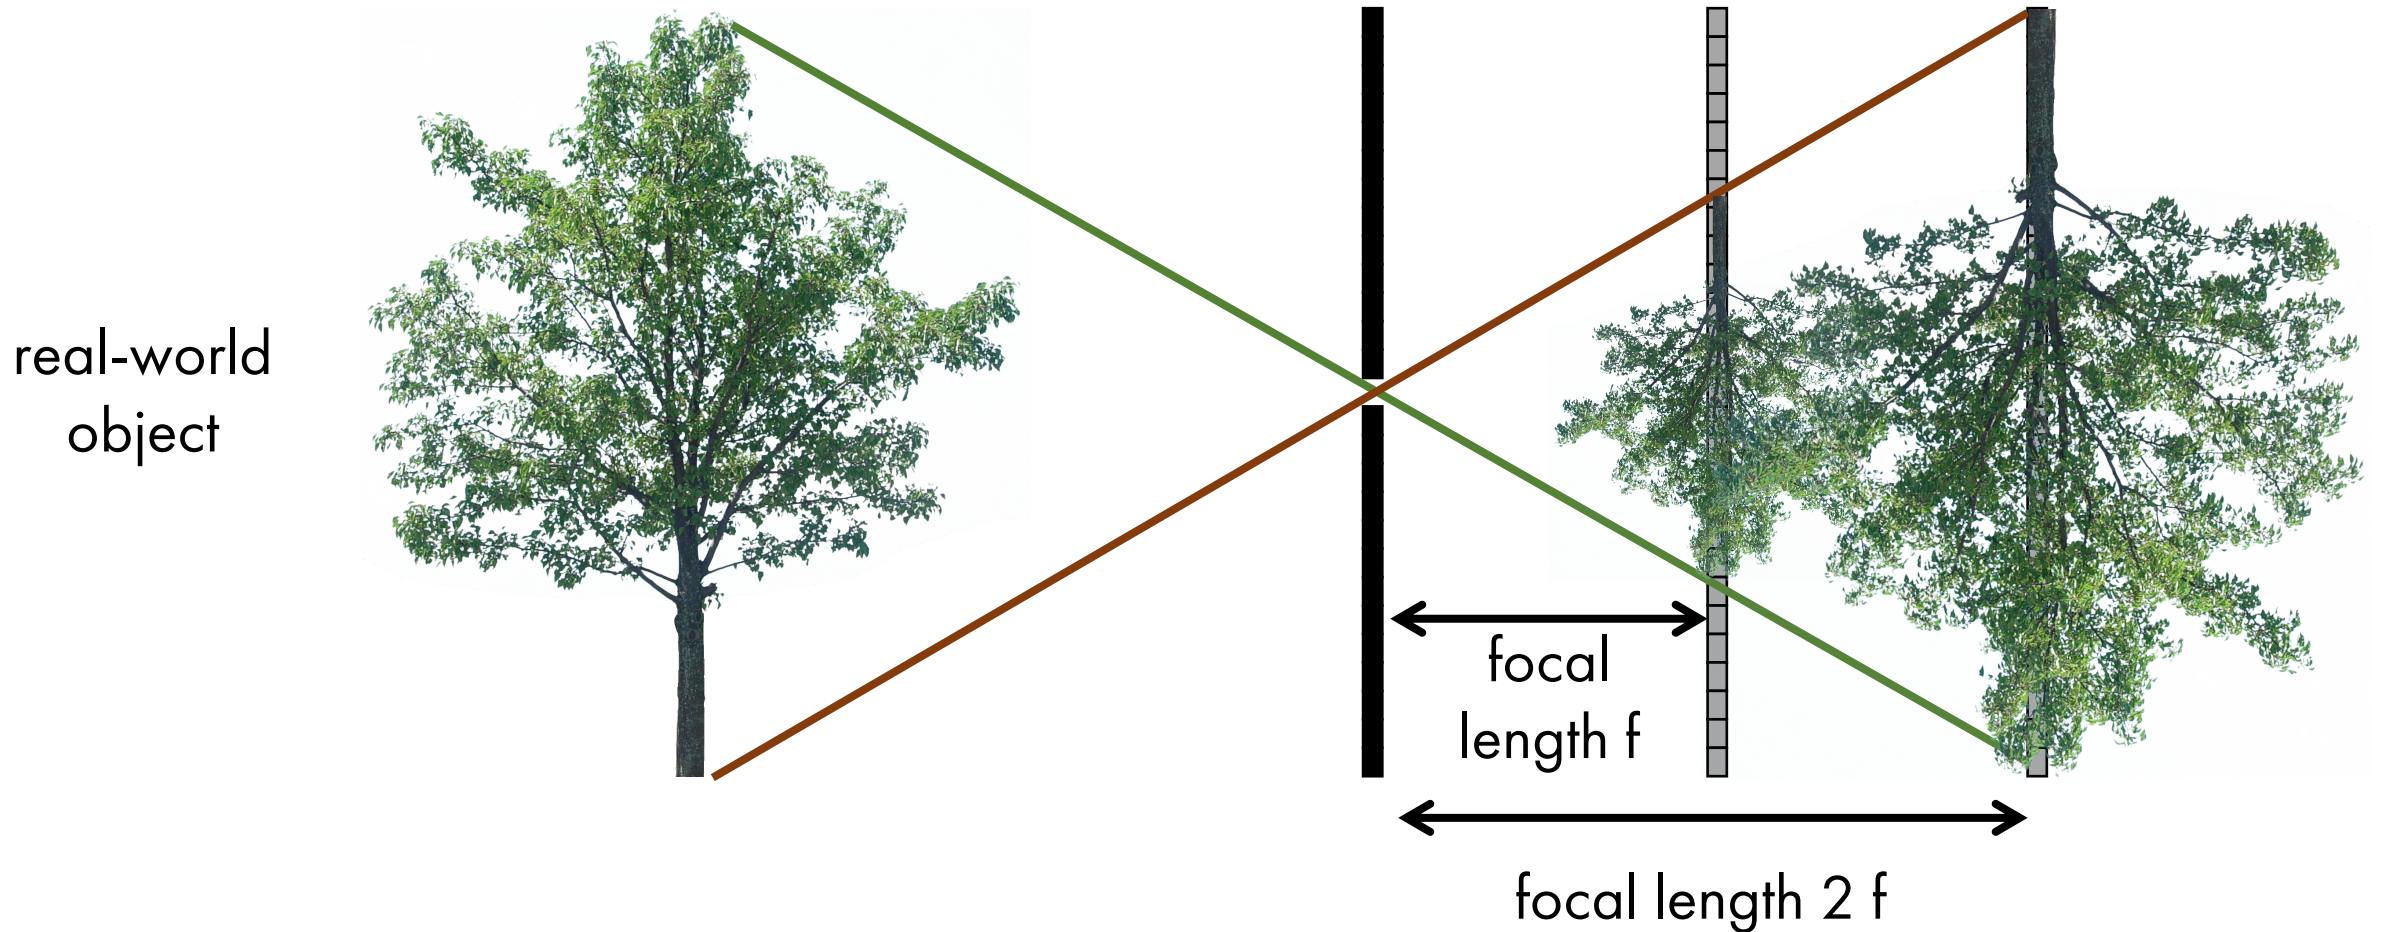 real-world
object
focal
length f
focal length 2 f